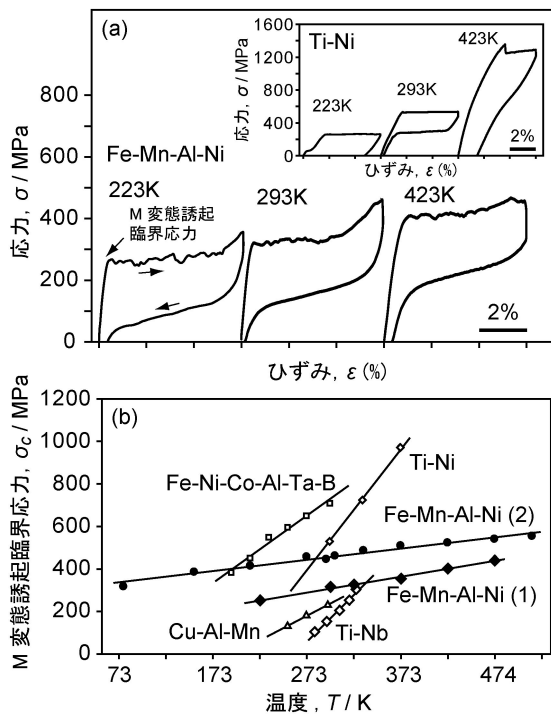 (a)
Ti-Ni
応力, σ / MPa
1600
1200
800
400
0
223K
293K
423K
2%
ひずみ, ε (%)
応力, σ / MPa
800
600
400
200
0
Fe-Mn-Al-Ni
223K
293K
423K
M 変態誘起
臨界応力
2%
ひずみ, ε (%)
(b)
M 変態誘起臨界応力, σc / MPa
1200
1000
800
600
400
200
0
Ti-Ni
Fe-Ni-Co-Al-Ta-B
Fe-Mn-Al-Ni (2)
Fe-Mn-Al-Ni (1)
Cu-Al-Mn
Ti-Nb
73
173
273
373
474
温度 , T / K